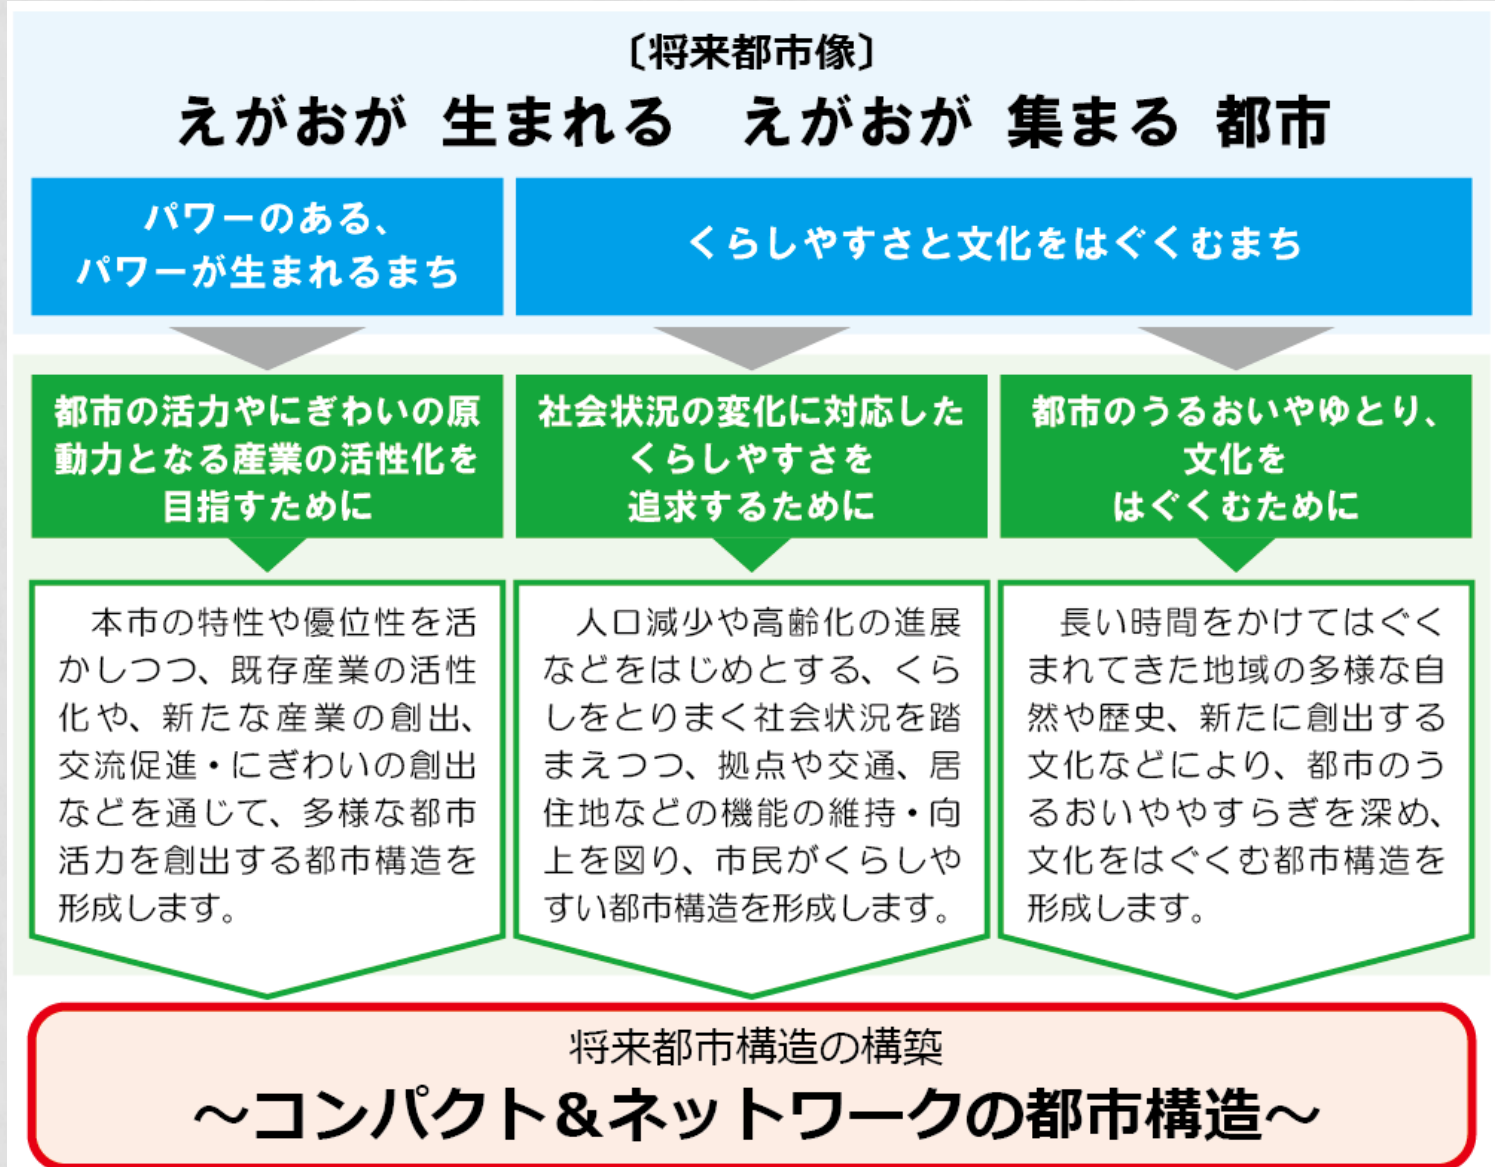 〔将来都市像〕
えがおが 生まれる　えがおが 集まる 都市
パワーのある、
パワーが生まれるまち
くらしやすさと文化をはぐくむまち
都市の活力やにぎわいの原
動力となる産業の活性化を
目指すために
社会状況の変化に対応した
くらしやすさを
追求するために
都市のうるおいやゆとり、
文化を
はぐくむために
本市の特性や優位性を活
かしつつ、既存産業の活性
化や、新たな産業の創出、
交流促進・にぎわいの創出
などを通じて、多様な都市
活力を創出する都市構造を
形成します。
人口減少や高齢化の進展
などをはじめとする、くら
しをとりまく社会状況を踏
まえつつ、拠点や交通、居
住地などの機能の維持・向
上を図り、市民がくらしや
すい都市構造を形成します。
長い時間をかけてはぐく
まれてきた地域の多様な自
然や歴史、新たに創出する
文化などにより、都市のう
るおいややすらぎを深め、
文化をはぐくむ都市構造を
形成します。
将来都市構造の構築
～コンパクト＆ネットワークの都市構造～